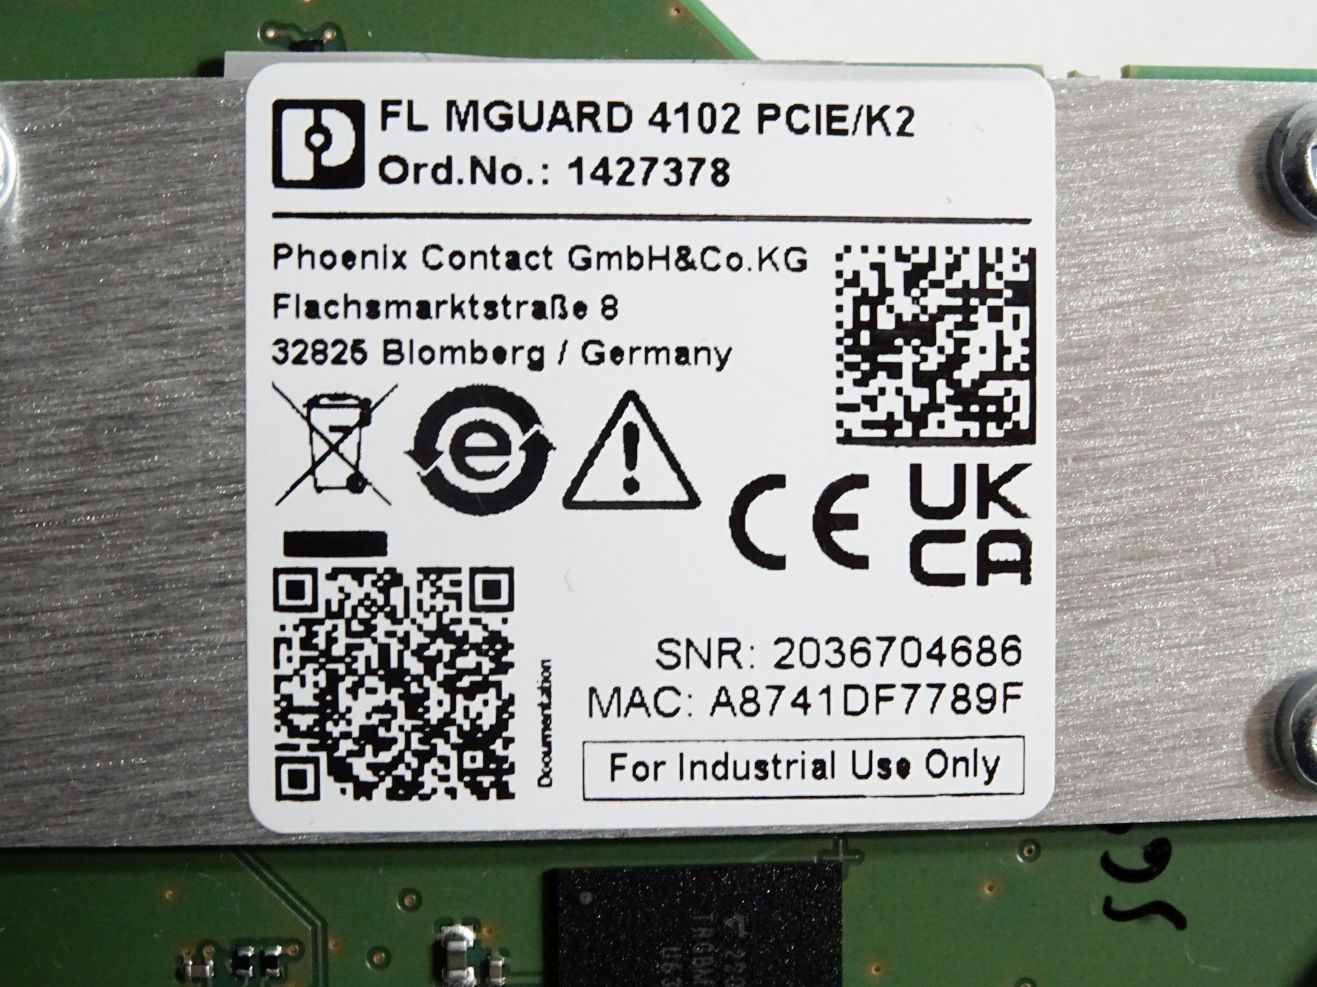 FL MGUARD 4102 PCIE/K2
Ord.No.: 1427378
Phoenix Contact GmbH&Co.KG
Flachsmarktstraße 8
32825 Blomberg / Germany
e
CE
UK
CA
SNR: 2036704686
MAC: A8741DF7789F
For Industrial Use Only
Documentation